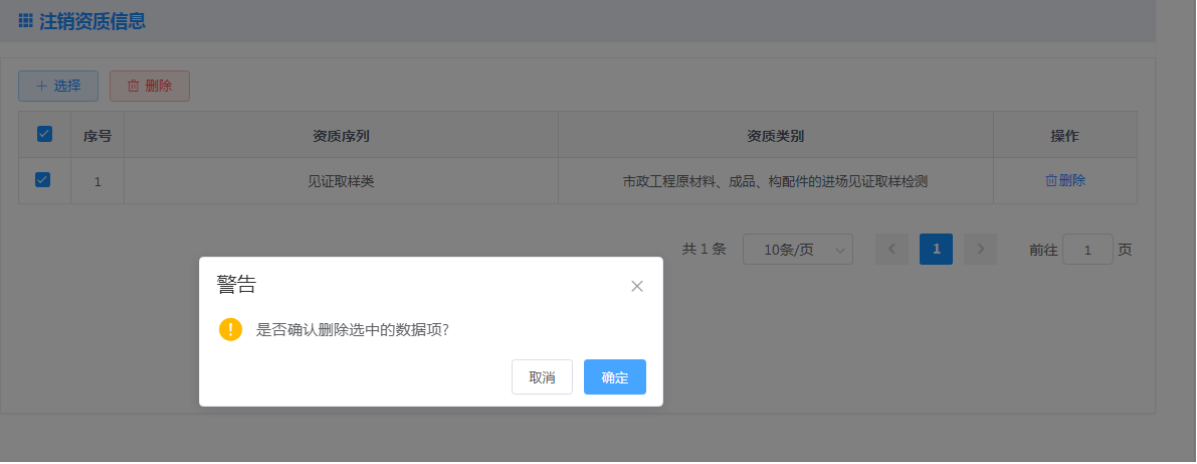 注销资质信息
选择 删除
序号 资质序列 资质类别 操作
1 见证取样类 市政工程原材料、成品、构配件的进场见证取样检测 删除
共 1 条 10条/页 1 前往 1 页
警告
是否确认删除选中的数据项?
取消 确定